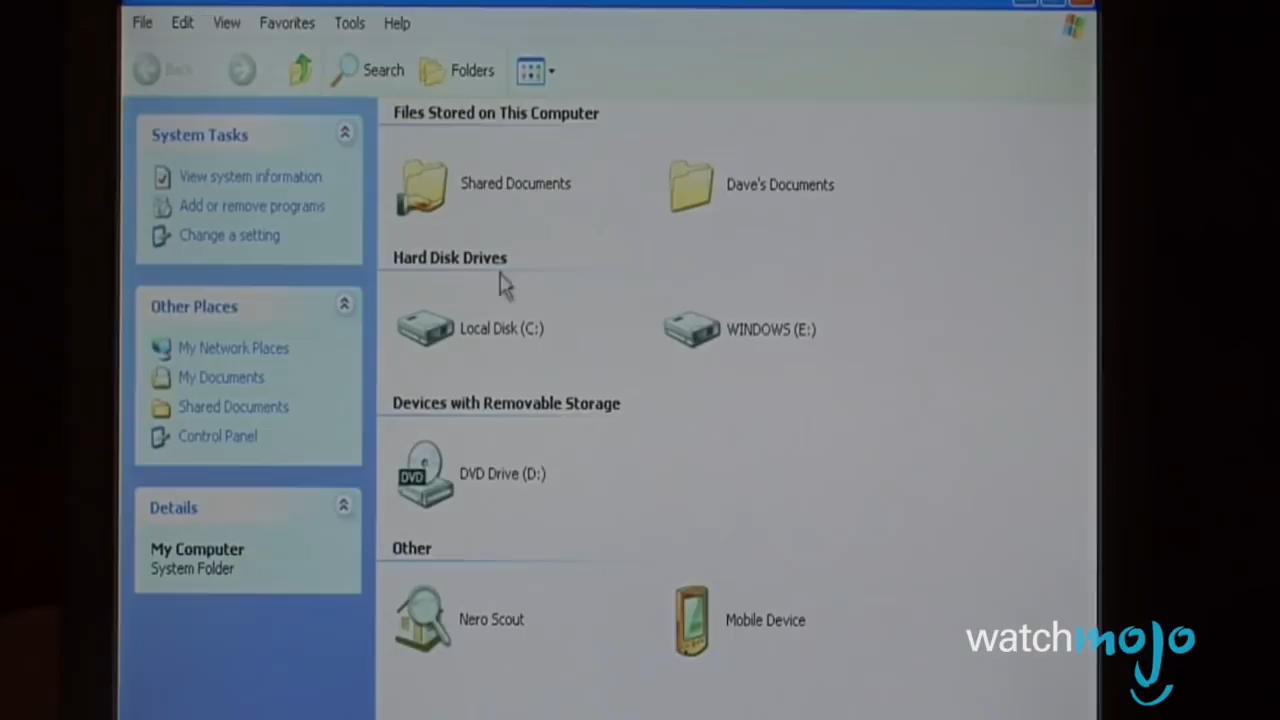 File Edit View Favorites Tools Help
Back Search Folders
Files Stored on This Computer
System Tasks
View system information
Add or remove programs
Change a setting
Shared Documents
Dave's Documents
Hard Disk Drives
Other Places
My Network Places
My Documents
Shared Documents
Control Panel
Local Disk (C:)
WINDOWS (E:)
Devices with Removable Storage
DVD
DVD Drive (D:)
Details
My Computer
System Folder
Other
Nero Scout
Mobile Device
watchmojo